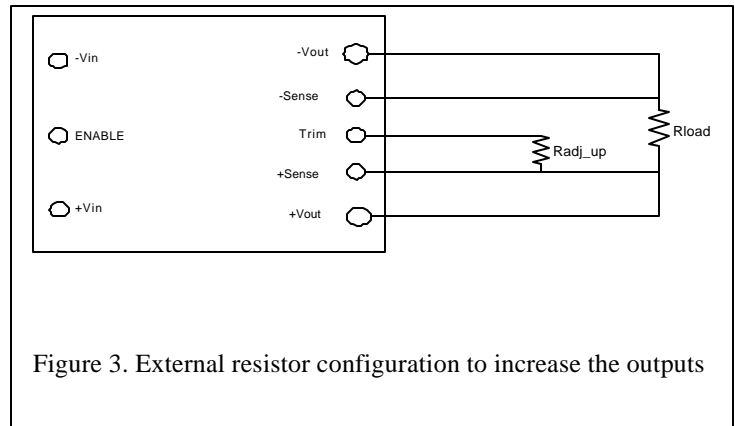 -Vin
-Vout
-Sense
ENABLE
Trim
Radj_up
Rload
+Sense
+Vin
+Vout
Figure 3. External resistor configuration to increase the outputs